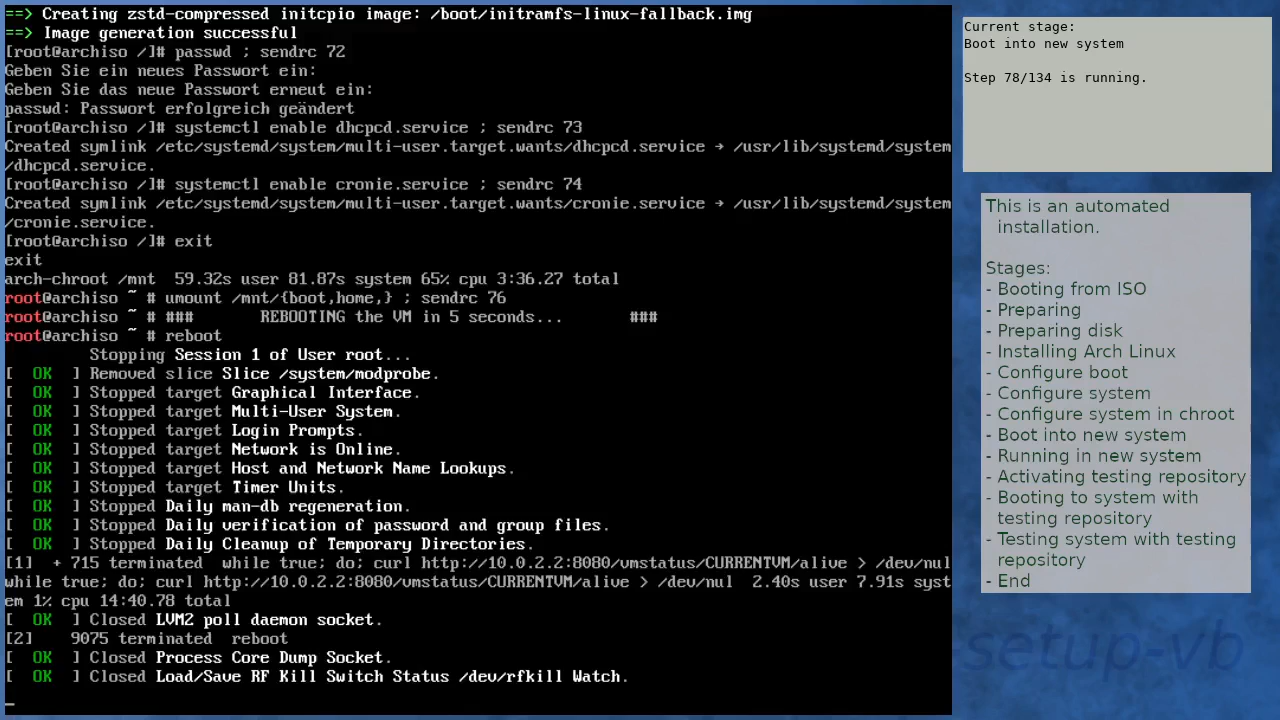 ==> Creating zstd-compressed initcpio image: /boot/initramfs-linux-fallback.img
==> Image generation successful
[root@archiso /]# passwd ; sendrc 72
Geben Sie ein neues Passwort ein:
Geben Sie das neue Passwort erneut ein:
passwd: Passwort erfolgreich geändert
[root@archiso /]# systemctl enable dhcpcd.service ; sendrc 73
Created symlink /etc/systemd/system/multi-user.target.wants/dhcpcd.service → /usr/lib/systemd/system
/dhcpcd.service.
[root@archiso /]# systemctl enable cronie.service ; sendrc 74
Created symlink /etc/systemd/system/multi-user.target.wants/cronie.service → /usr/lib/systemd/system
/cronie.service.
[root@archiso /]# exit
exit
arch-chroot /mnt  59.32s user 81.87s system 65% cpu 3:36.27 total
root@archiso ~ # umount /mnt/{boot,home,} ; sendrc 76
root@archiso ~ # ###       REBOOTING the VM in 5 seconds...       ###
root@archiso ~ # reboot
         Stopping Session 1 of User root...
[  OK  ] Removed slice Slice /system/modprobe.
[  OK  ] Stopped target Graphical Interface.
[  OK  ] Stopped target Multi-User System.
[  OK  ] Stopped target Login Prompts.
[  OK  ] Stopped target Network is Online.
[  OK  ] Stopped target Host and Network Name Lookups.
[  OK  ] Stopped target Timer Units.
[  OK  ] Stopped Daily man-db regeneration.
[  OK  ] Stopped Daily verification of password and group files.
[  OK  ] Stopped Daily Cleanup of Temporary Directories.
[1]  + 715 terminated  while true; do; curl http://10.0.2.2:8080/vmstatus/CURRENTVM/alive > /dev/nul
while true; do; curl http://10.0.2.2:8080/vmstatus/CURRENTVM/alive > /dev/nul  2.40s user 7.91s syst
em 1% cpu 14:40.78 total
[  OK  ] Closed LVM2 poll daemon socket.
[2]    9075 terminated  reboot
[  OK  ] Closed Process Core Dump Socket.
[  OK  ] Closed Load/Save RF Kill Switch Status /dev/rfkill Watch.
Current stage:
Boot into new system
Step 78/134 is running.
This is an automated
installation.
Stages:
- Booting from ISO
- Preparing
- Preparing disk
- Installing Arch Linux
- Configure boot
- Configure system
- Configure system in chroot
- Boot into new system
- Running in new system
- Activating testing repository
- Booting to system with
testing repository
- Testing system with testing
repository
- End
-setup-vb